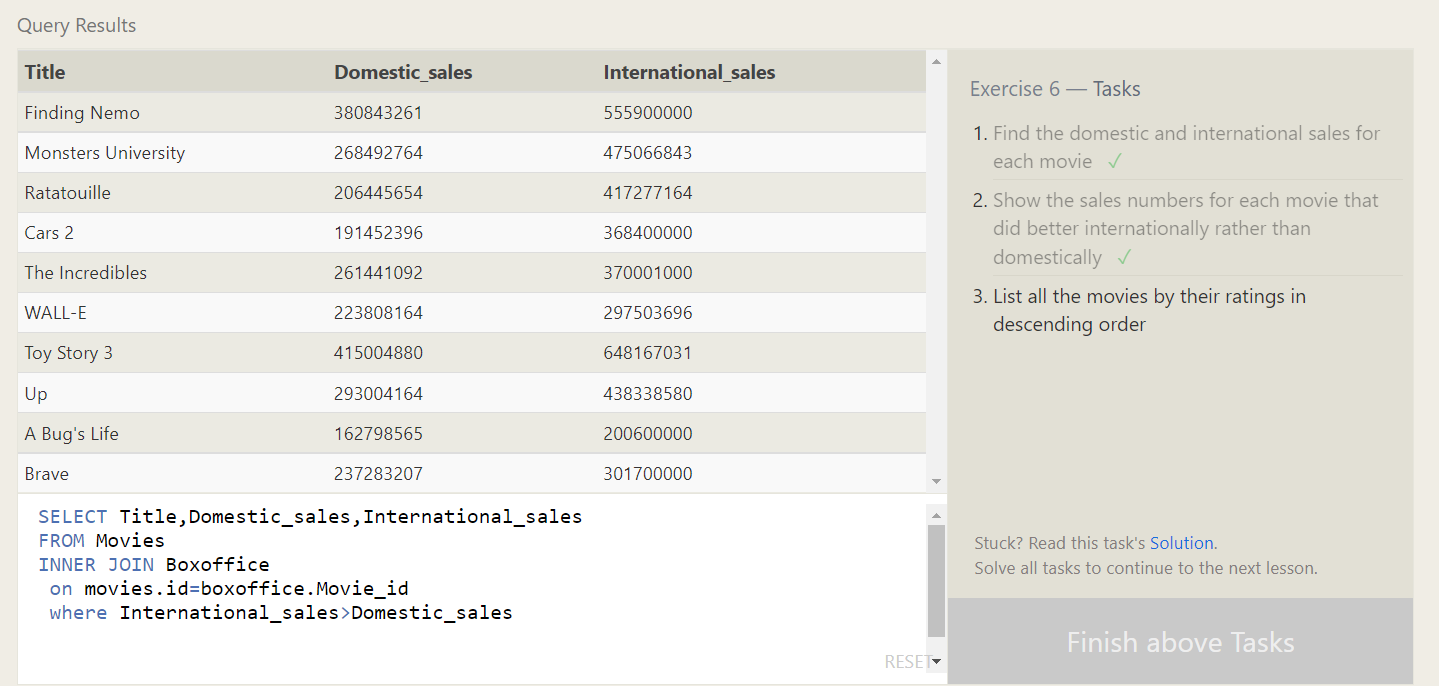 Query Results
Title Domestic_sales International_sales
Finding Nemo 380843261 555900000
Monsters University 268492764 475066843
Ratatouille 206445654 417277164
Cars 2 191452396 368400000
The Incredibles 261441092 370001000
WALL-E 223808164 297503696
Toy Story 3 415004880 648167031
Up 293004164 438338580
A Bug's Life 162798565 200600000
Brave 237283207 301700000
SELECT Title,Domestic_sales,International_sales
FROM Movies
INNER JOIN Boxoffice
on movies.id=boxoffice.Movie_id
where International_sales>Domestic_sales
RESET
Exercise 6 — Tasks
1. Find the domestic and international sales for
each movie ✓
2. Show the sales numbers for each movie that
did better internationally rather than
domestically ✓
3. List all the movies by their ratings in
descending order
Stuck? Read this task's Solution.
Solve all tasks to continue to the next lesson.
Finish above Tasks